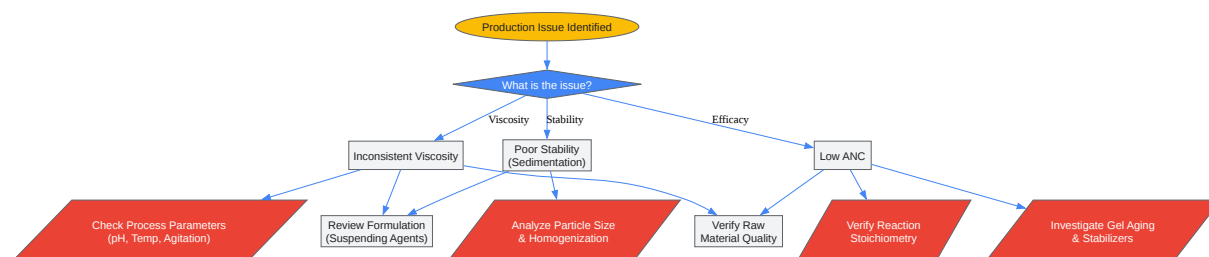 Production Issue Identified
What is the issue?
Viscosity
Stability
Efficacy
Inconsistent Viscosity
Poor Stability
(Sedimentation)
Low ANC
Check Process Parameters
(pH, Temp, Agitation)
Review Formulation
(Suspending Agents)
Analyze Particle Size
& Homogenization
Verify Raw
Material Quality
Verify Reaction
Stoichiometry
Investigate Gel Aging
& Stabilizers